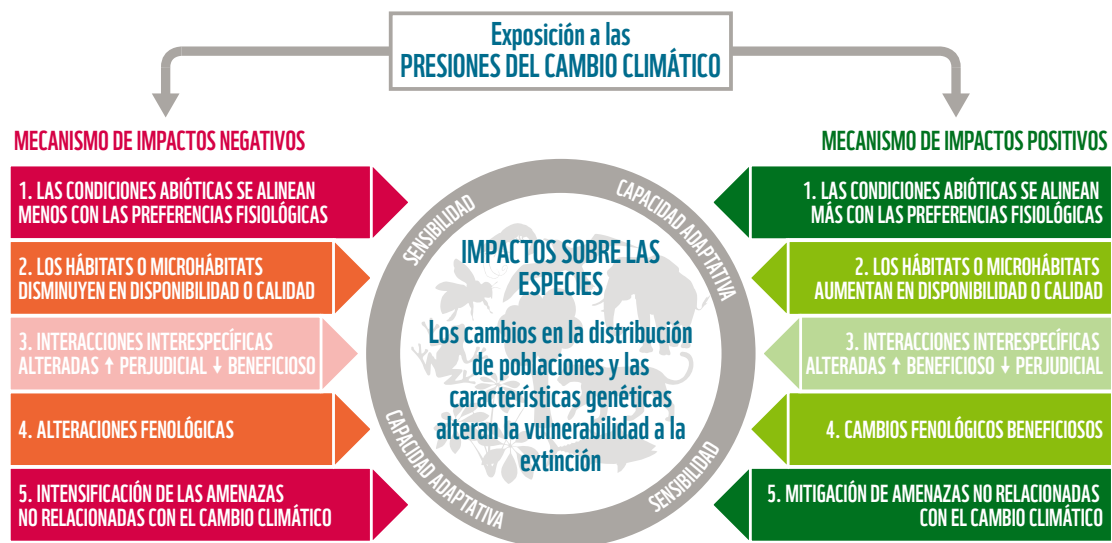 Exposición a las
PRESIONES DEL CAMBIO CLIMÁTICO
MECANISMO DE IMPACTOS NEGATIVOS
1. LAS CONDICIONES ABIÓTICAS SE ALINEAN
MENOS CON LAS PREFERENCIAS FISIOLÓGICAS
2. LOS HÁBITATS O MICROHÁBITATS
DISMINUYEN EN DISPONIBILIDAD O CALIDAD
3. INTERACCIONES INTERESPECÍFICAS
ALTERADAS ↑ PERJUDICIAL ↓ BENEFICIOSO
4. ALTERACIONES FENOLÓGICAS
5. INTENSIFICACIÓN DE LAS AMENAZAS
NO RELACIONADAS CON EL CAMBIO CLIMÁTICO
SENSIBILIDAD
CAPACIDAD ADAPTATIVA
IMPACTOS SOBRE LAS
ESPECIES
Los cambios en la distribución
de poblaciones y las
características genéticas
alteran la vulnerabilidad a la
extinción
CAPACIDAD ADAPTATIVA
SENSIBILIDAD
MECANISMO DE IMPACTOS POSITIVOS
1. LAS CONDICIONES ABIÓTICAS SE ALINEAN
MÁS CON LAS PREFERENCIAS FISIOLÓGICAS
2. LOS HÁBITATS O MICROHÁBITATS
AUMENTAN EN DISPONIBILIDAD O CALIDAD
3. INTERACCIONES INTERESPECÍFICAS
ALTERADAS ↑ BENEFICIOSO ↓ PERJUDICIAL
4. CAMBIOS FENOLÓGICOS BENEFICIOSOS
5. MITIGACIÓN DE AMENAZAS NO RELACIONADAS
CON EL CAMBIO CLIMÁTICO